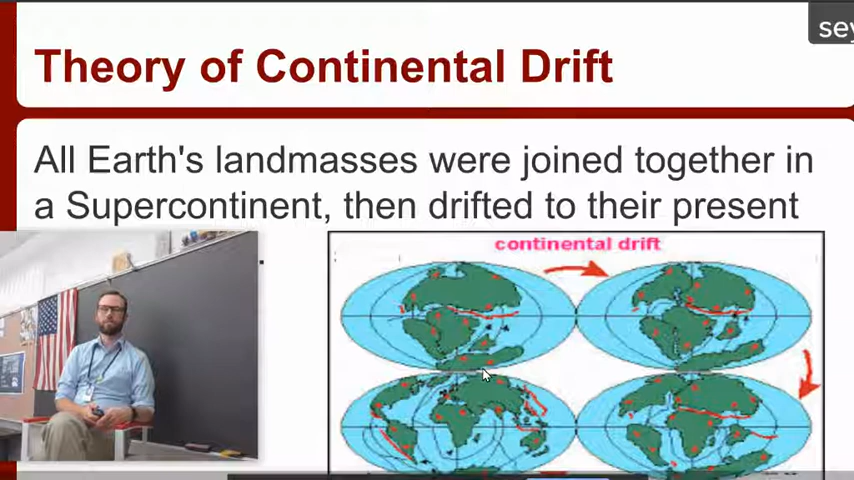 sey
Theory of Continental Drift
All Earth's landmasses were joined together in
a Supercontinent, then drifted to their present
continental drift